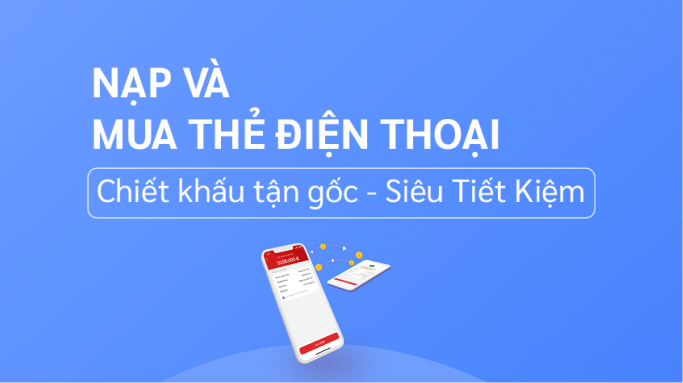 NẠP VÀ
MUA THẺ ĐIỆN THOẠI
Chiết khấu tận gốc - Siêu Tiết Kiệm